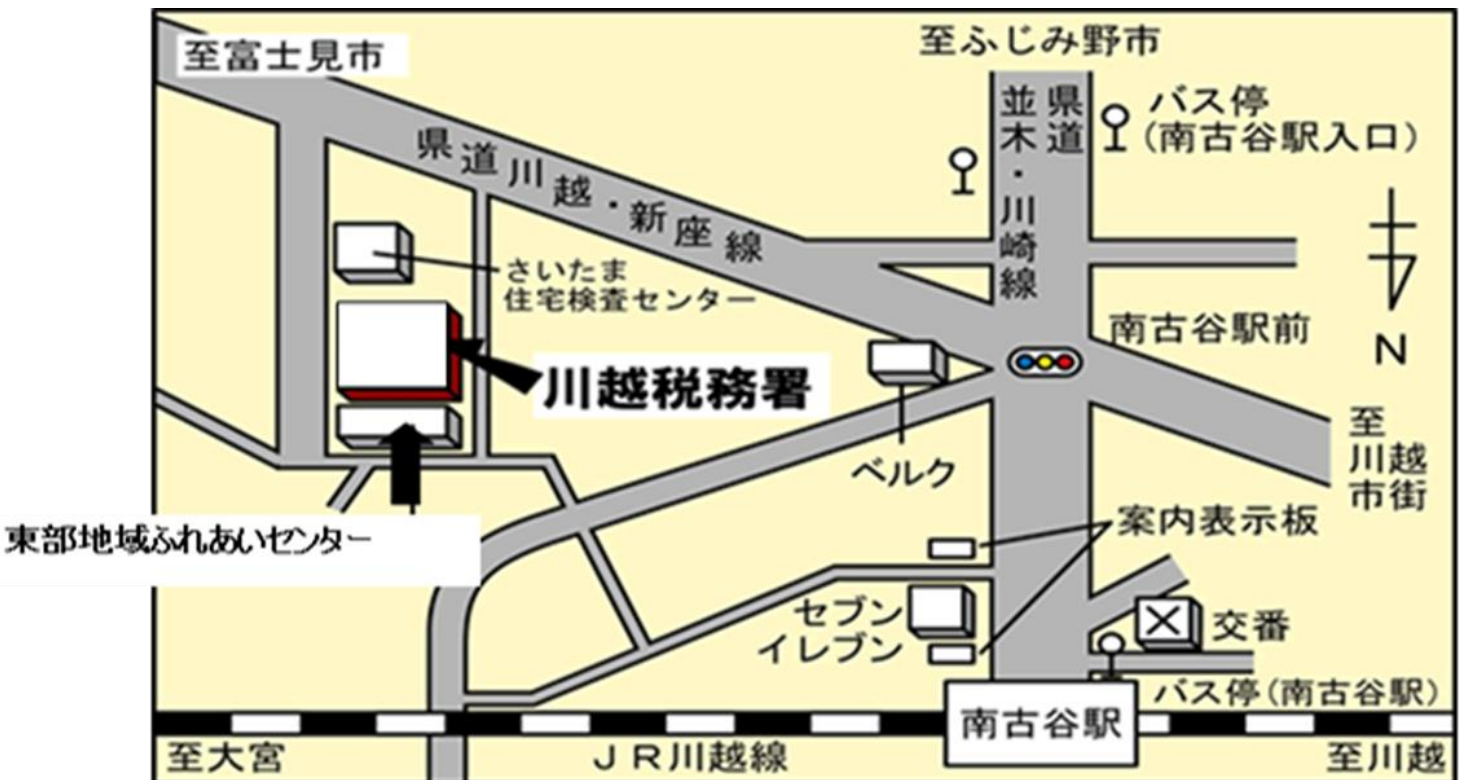 至富士見市
至ふじみ野市
県道
並木・川崎線
バス停
(南古谷駅入口)
県道川越・新座線
さいたま
住宅検査センター
南古谷駅前
N
川越税務署
至
川越
市街
ベルク
案内表示板
東部地域ふれあいセンター
セブン
イレブン
交番
バス停(南古谷駅)
南古谷駅
至大宮
JR川越線
至川越